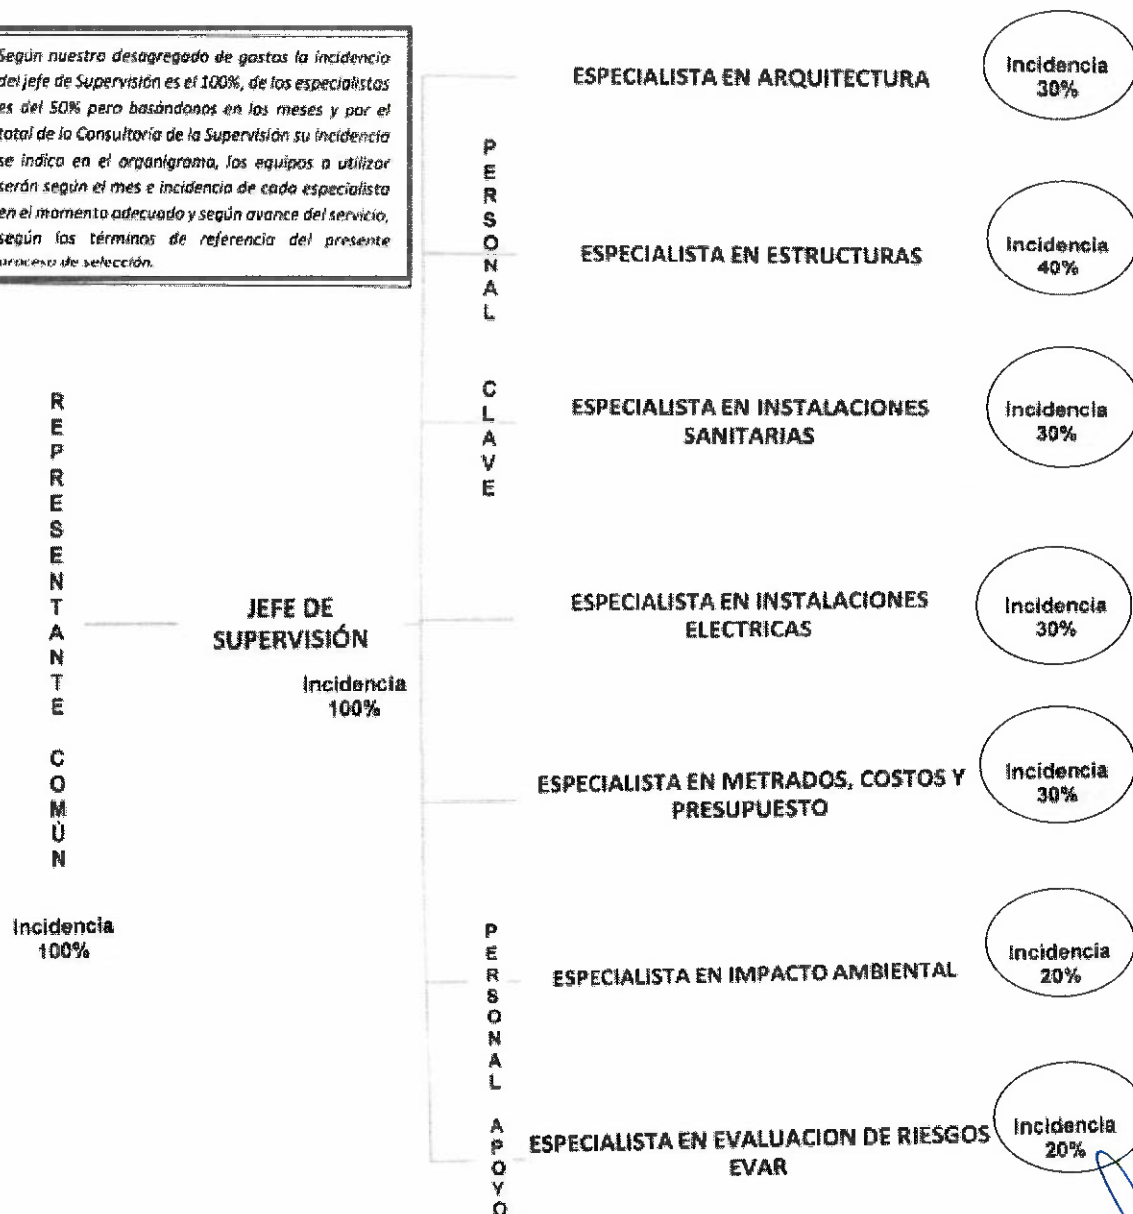 Según nuestro desagregado de gastos la incidencia
del jefe de Supervisión es el 100%, de los especialistas
es del 50% pero basándonos en los meses y por el
total de la Consultoría de la Supervisión su incidencia
se indica en el organigrama, los equipos a utilizar
serán según el mes e incidencia de cada especialista
en el momento adecuado y según avance del servicio,
según los términos de referencia del presente
proceso de selección.
REPRESENTANTE COMÙN
Incidencia
100%
JEFE DE
SUPERVISIÓN
Incidencia
100%
PERSONAL CLAVE
ESPECIALISTA EN ARQUITECTURA
Incidencia
30%
ESPECIALISTA EN ESTRUCTURAS
Incidencia
40%
ESPECIALISTA EN INSTALACIONES
SANITARIAS
Incidencia
30%
ESPECIALISTA EN INSTALACIONES
ELECTRICAS
Incidencia
30%
ESPECIALISTA EN METRADOS, COSTOS Y
PRESUPUESTO
Incidencia
30%
PERSONAL APOYO
ESPECIALISTA EN IMPACTO AMBIENTAL
Incidencia
20%
ESPECIALISTA EN EVALUACION DE RIESGOS
EVAR
Incidencia
20%